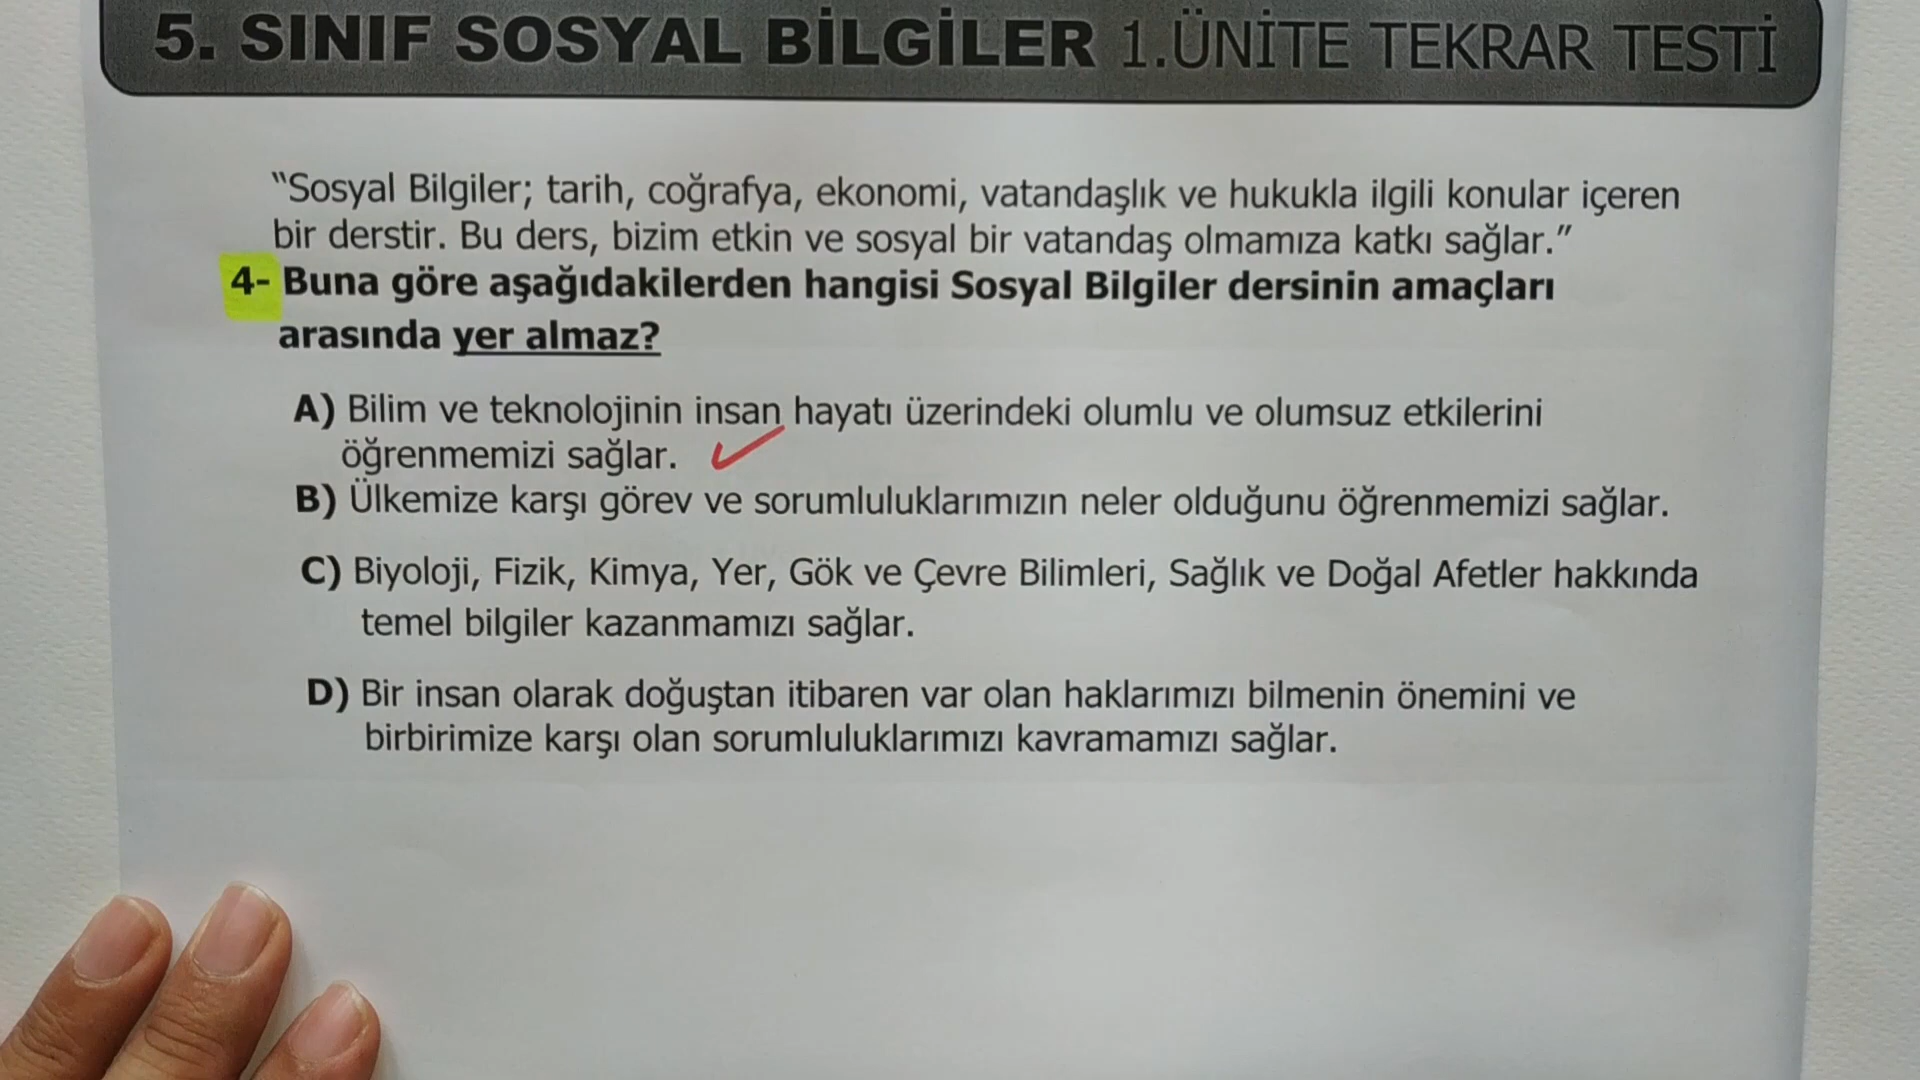 5. SINIF SOSYAL BİLGİLER 1.ÜNİTE TEKRAR TESTİ
“Sosyal Bilgiler; tarih, coğrafya, ekonomi, vatandaşlık ve hukukla ilgili konular içeren
bir derstir. Bu ders, bizim etkin ve sosyal bir vatandaş olmamıza katkı sağlar.”
4- Buna göre aşağıdakilerden hangisi Sosyal Bilgiler dersinin amaçları
arasında yer almaz?
A) Bilim ve teknolojinin insan hayatı üzerindeki olumlu ve olumsuz etkilerini
öğrenmemizi sağlar.
B) Ülkemize karşı görev ve sorumluluklarımızın neler olduğunu öğrenmemizi sağlar.
C) Biyoloji, Fizik, Kimya, Yer, Gök ve Çevre Bilimleri, Sağlık ve Doğal Afetler hakkında
temel bilgiler kazanmamızı sağlar.
D) Bir insan olarak doğuştan itibaren var olan haklarımızı bilmenin önemini ve
birbirimize karşı olan sorumluluklarımızı kavramamızı sağlar.